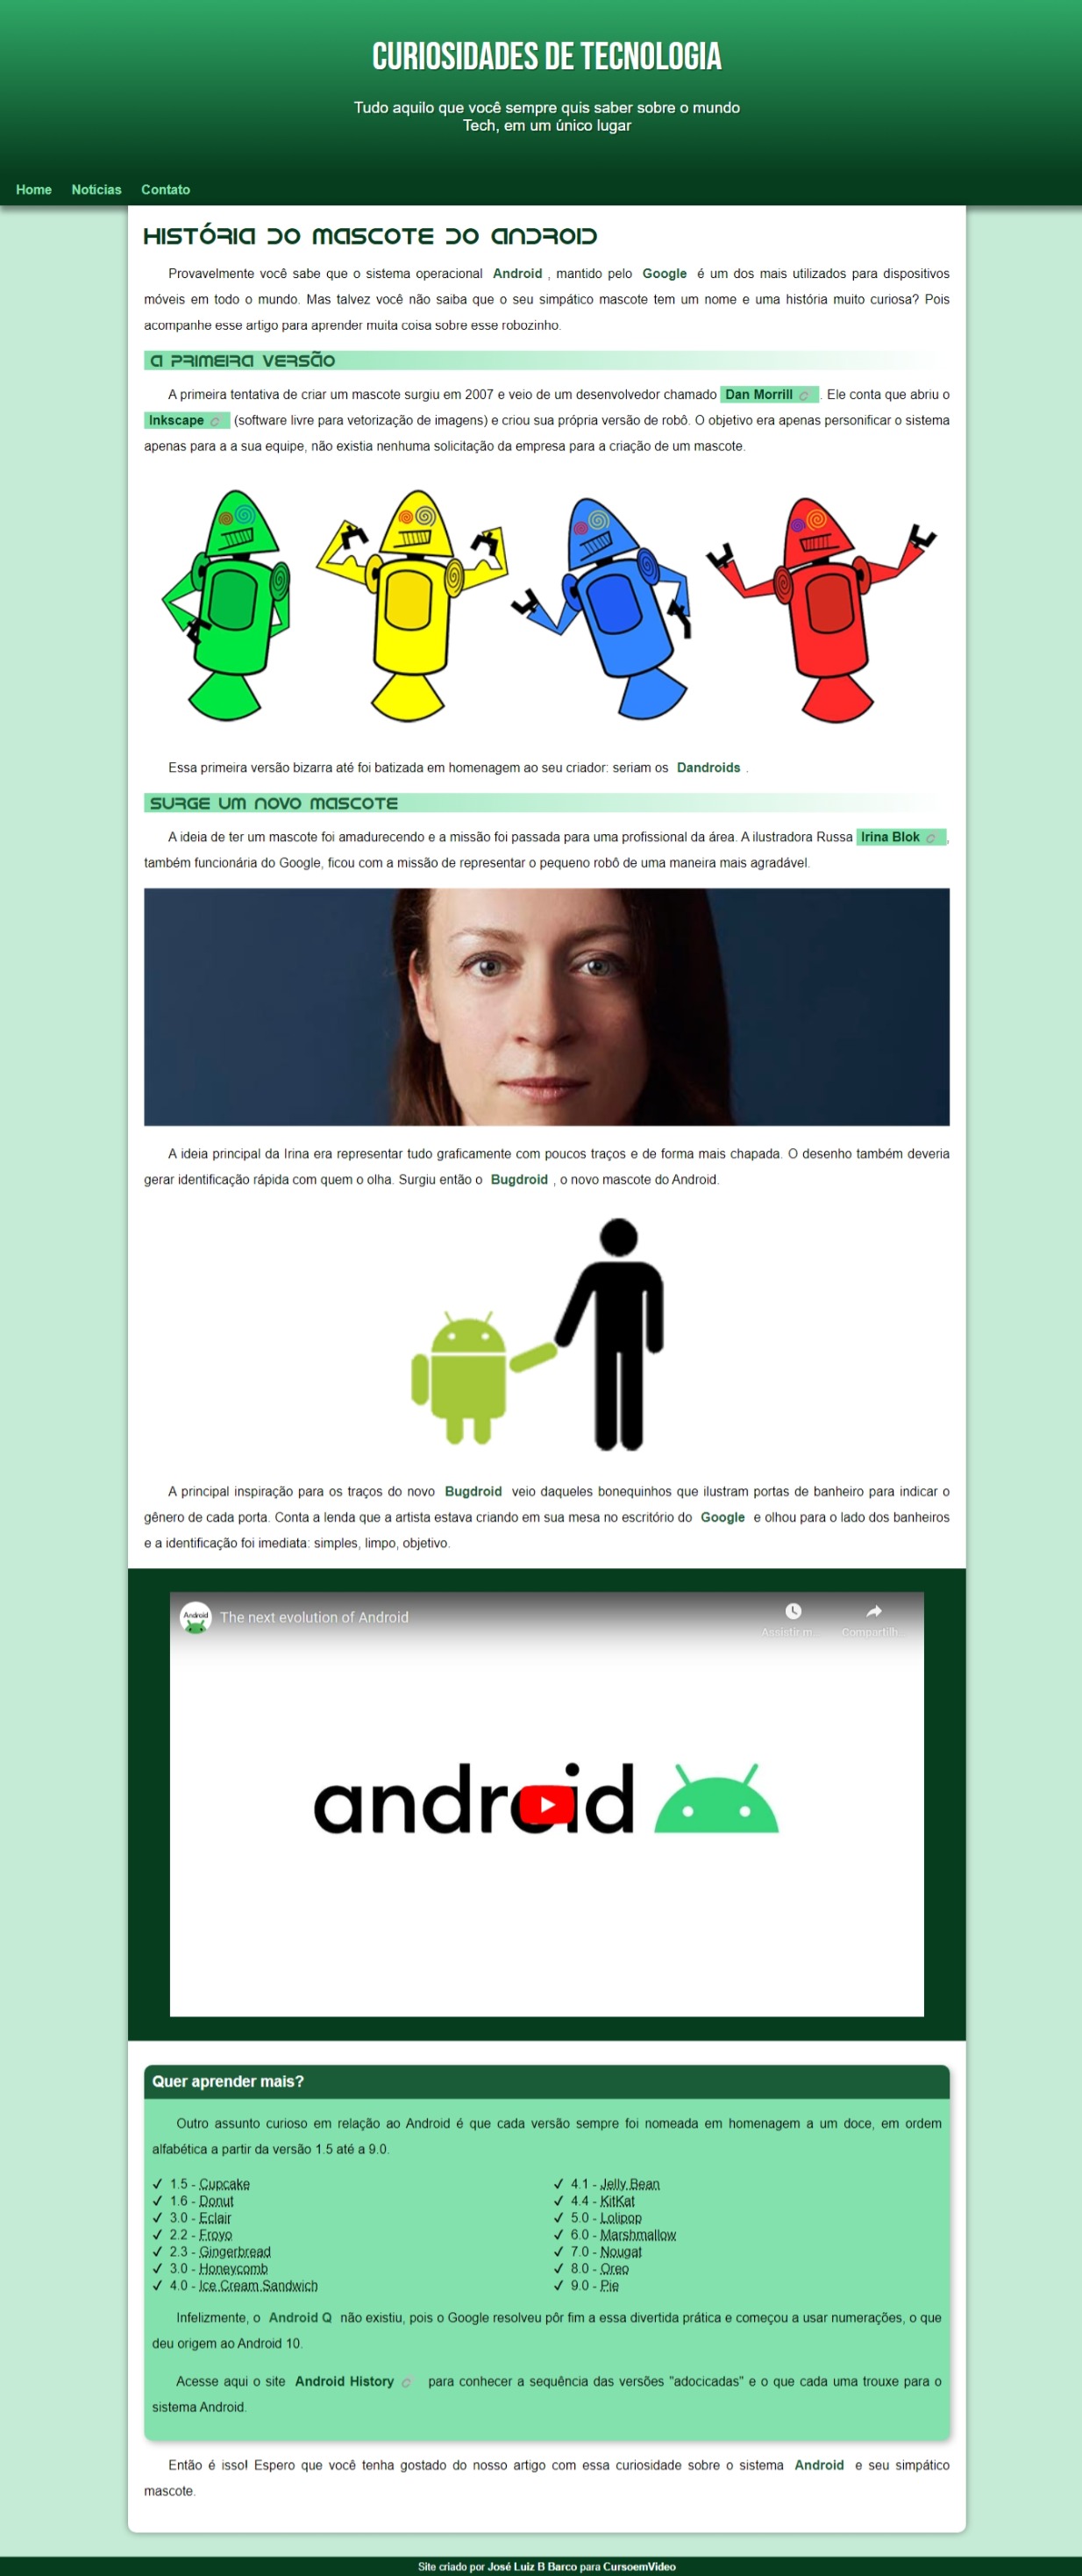 CURIOSIDADES DE TECNOLOGIA
Tudo aquilo que você sempre quis saber sobre o mundo
Tech, em um único lugar
Home Notícias Contato
HISTÓRIA DO MASCOTE DO ANDROID
Provavelmente você sabe que o sistema operacional Android , mantido pelo Google é um dos mais utilizados para dispositivos
móveis em todo o mundo. Mas talvez você não saiba que o seu simpático mascote tem um nome e uma história muito curiosa? Pois
acompanhe esse artigo para aprender muita coisa sobre esse robozinho.
A PRIMEIRA VERSÃO
A primeira tentativa de criar um mascote surgiu em 2007 e veio de um desenvolvedor chamado Dan Morrill . Ele conta que abriu o
Inkscape (software livre para vetorização de imagens) e criou sua própria versão de robô. O objetivo era apenas personificar o sistema
apenas para a a sua equipe, não existia nenhuma solicitação da empresa para a criação de um mascote.
Essa primeira versão bizarra até foi batizada em homenagem ao seu criador: seriam os Dandroids .
SURGE UM NOVO MASCOTE
A ideia de ter um mascote foi amadurecendo e a missão foi passada para uma profissional da área. A ilustradora Russa Irina Blok ,
também funcionária do Google, ficou com a missão de representar o pequeno robô de uma maneira mais agradável.
A ideia principal da Irina era representar tudo graficamente com poucos traços e de forma mais chapada. O desenho também deveria
gerar identificação rápida com quem o olha. Surgiu então o Bugdroid , o novo mascote do Android.
A principal inspiração para os traços do novo Bugdroid veio daqueles bonequinhos que ilustram portas de banheiro para indicar o
gênero de cada porta. Conta a lenda que a artista estava criando em sua mesa no escritório do Google e olhou para o lado dos banheiros
e a identificação foi imediata: simples, limpo, objetivo.
Android The next evolution of Android
Assistir m... Compartilh...
android
Quer aprender mais?
Outro assunto curioso em relação ao Android é que cada versão sempre foi nomeada em homenagem a um doce, em ordem
alfabética a partir da versão 1.5 até a 9.0.
✓ 1.5 - Cupcake
✓ 1.6 - Donut
✓ 3.0 - Eclair
✓ 2.2 - Froyo
✓ 2.3 - Gingerbread
✓ 3.0 - Honeycomb
✓ 4.0 - Ice Cream Sandwich
✓ 4.1 - Jelly Bean
✓ 4.4 - KitKat
✓ 5.0 - Lolipop
✓ 6.0 - Marshmallow
✓ 7.0 - Nougat
✓ 8.0 - Oreo
✓ 9.0 - Pie
Infelizmente, o Android Q não existiu, pois o Google resolveu pôr fim a essa divertida prática e começou a usar numerações, o que
deu origem ao Android 10.
Acesse aqui o site Android History para conhecer a sequência das versões "adocicadas" e o que cada uma trouxe para o
sistema Android.
Então é isso! Espero que você tenha gostado do nosso artigo com essa curiosidade sobre o sistema Android e seu simpático
mascote.
Site criado por José Luiz B Barco para CursoemVideo